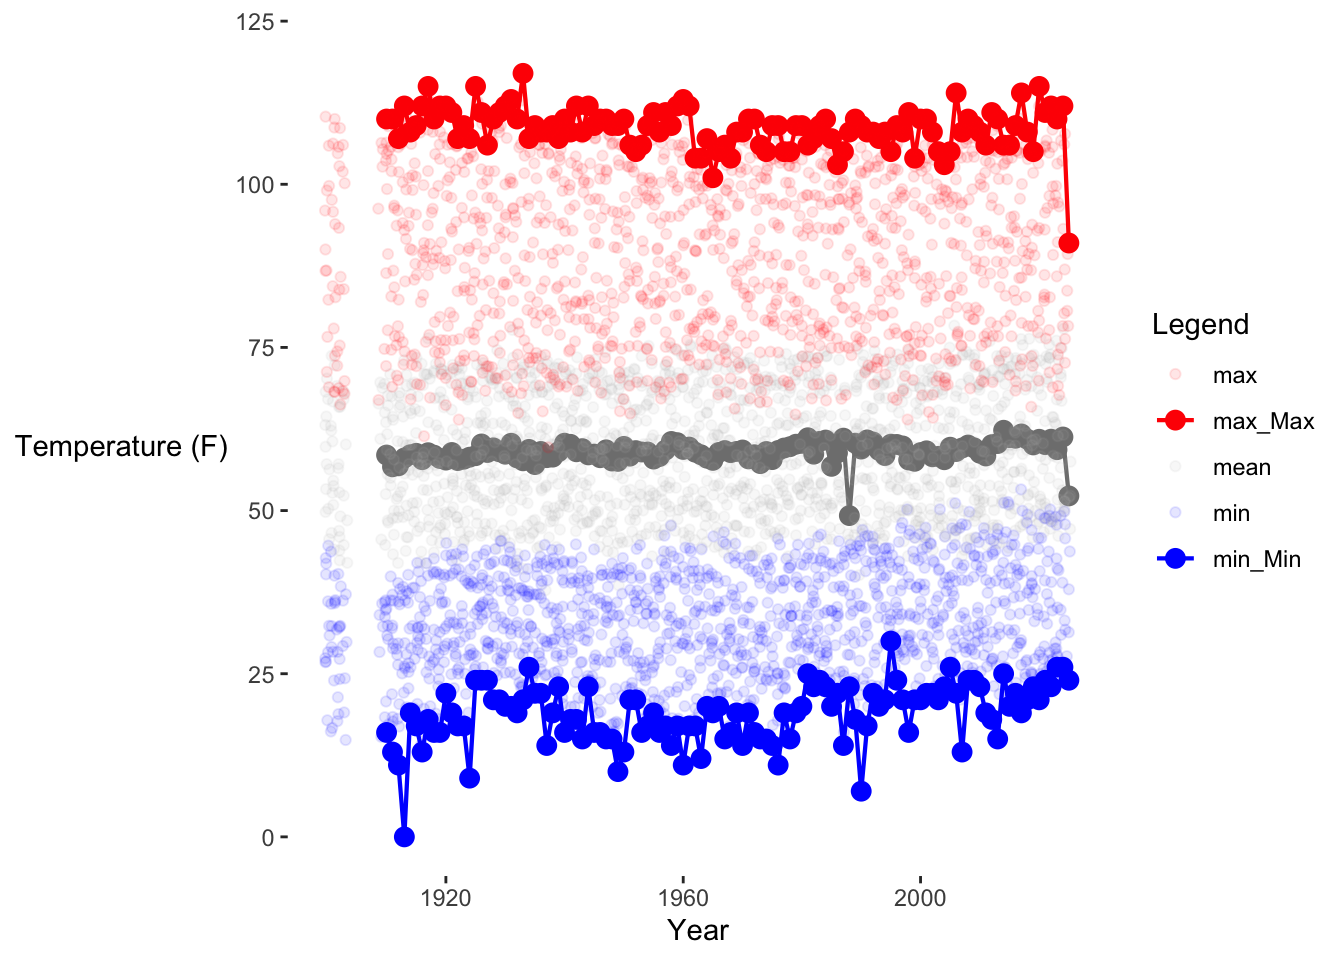 125
100
75
50
25
0
Temperature (F)
1920
1960
2000
Year
Legend
max
max_Max
mean
min
min_Min